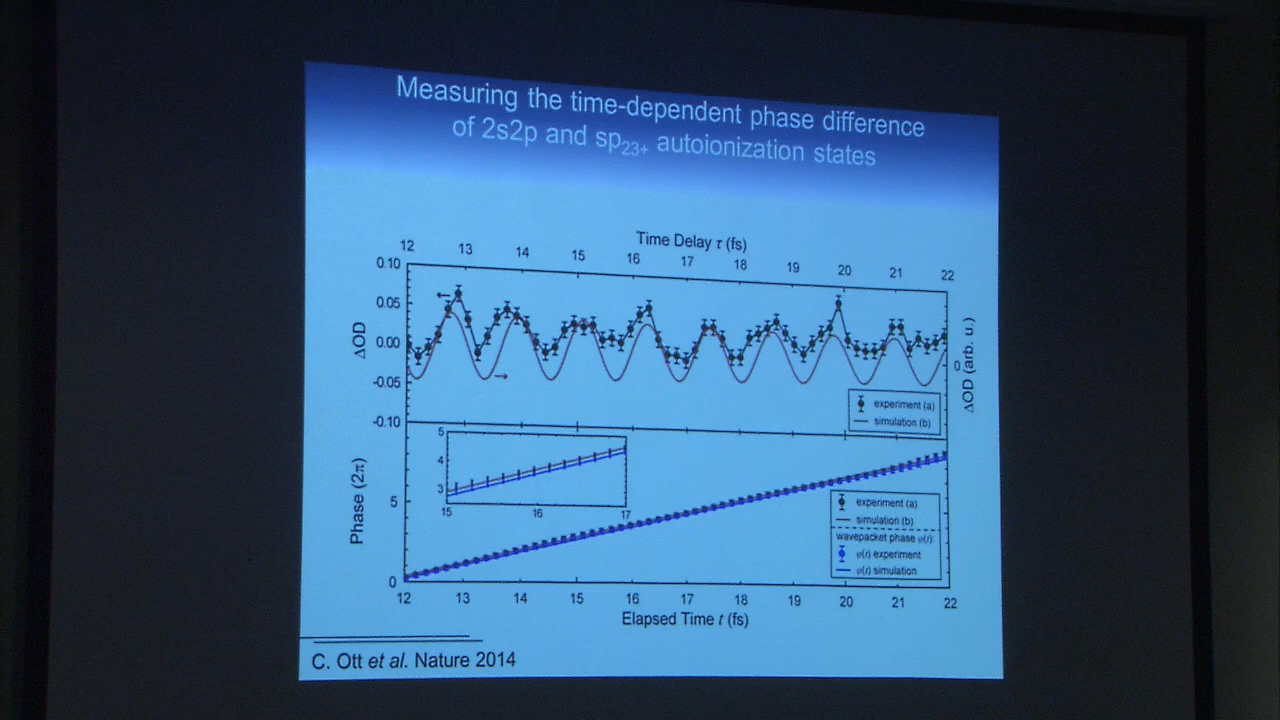 Measuring the time-dependent phase difference
of 2s2p and sp23+ autoionization states
Time Delay τ (fs)
12 13 14 15 16 17 18 19 20 21 22
0.10
0.05
0.00
-0.05
-0.10
ΔOD
0
ΔOD (arb. u.)
experiment (a)
simulation (b)
5
4
3
15 16 17
Phase (2π)
5
0
experiment (a)
simulation (b)
wavepacket phase φ(t):
φ(t) experiment
φ(t) simulation
12 13 14 15 16 17 18 19 20 21 22
Elapsed Time t (fs)
C. Ott et al. Nature 2014